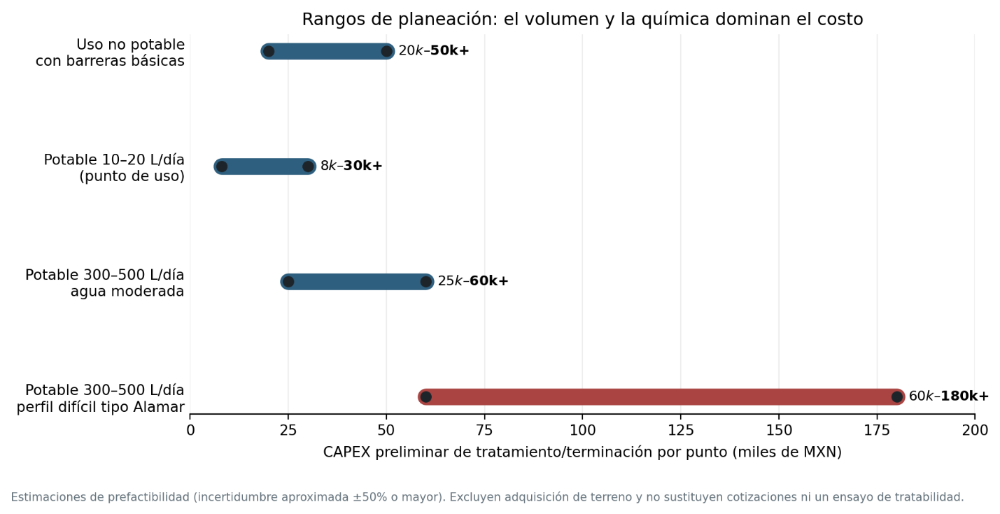 Rangos de planeación: el volumen y la química dominan el costo
Uso no potable
con barreras básicas
20k–50k+
Potable 10–20 L/día
(punto de uso)
8k–30k+
Potable 300–500 L/día
agua moderada
25k–60k+
Potable 300–500 L/día
perfil difícil tipo Alamar
60k–180k+
0 25 50 75 100 125 150 175 200
CAPEX preliminar de tratamiento/terminación por punto (miles de MXN)
Estimaciones de prefactibilidad (incertidumbre aproximada ±50% o mayor). Excluyen adquisición de terreno y no sustituyen cotizaciones ni un ensayo de tratabilidad.